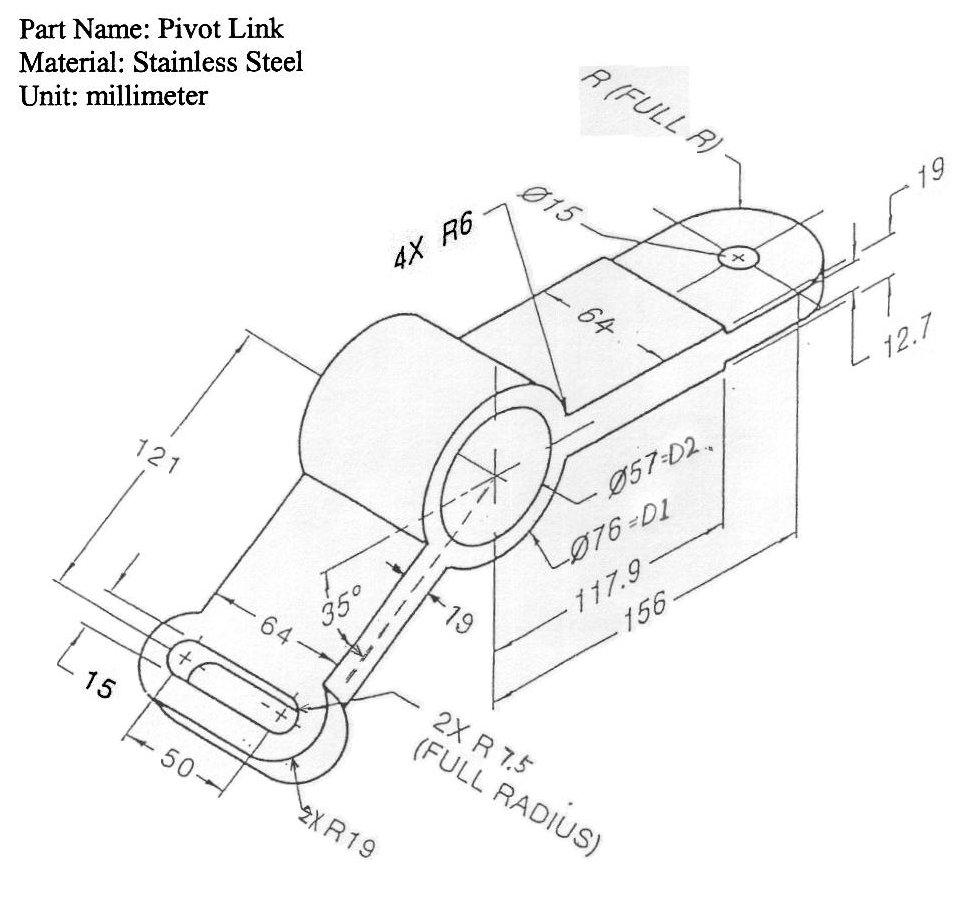 Part Name: Pivot Link
Material: Stainless Steel
Unit: millimeter
R (FULL R)
19
Ø15
4X R6
64
12.7
121
Ø57=D2
Ø76=D1
117.9
156
35°
19
64
15
50
2X R 7.5
(FULL RADIUS)
2X R19